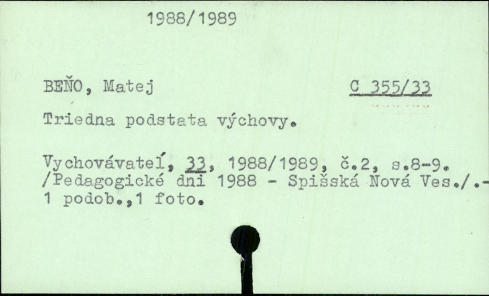 1988/1989
BEŇO, Matej C 355/33
Triedna podstata výchovy.
Vychovávateľ, 33, 1988/1989, č.2, s.8-9.
/Pedagogické dni 1988 - Spišská Nová Ves./.-
1 podob.,1 foto.